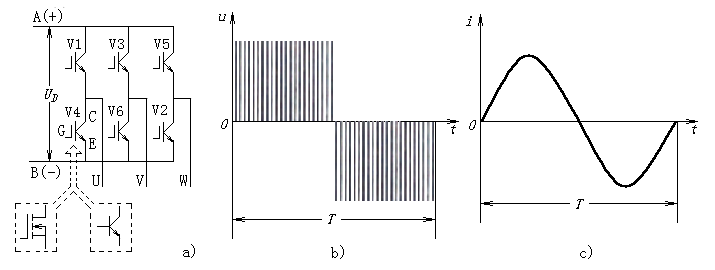 A(+)
V1
V3
V5
U_D
V4
C
V6
V2
G
E
B(-)
U
V
W
a)
u
0
t
T
b)
i
0
t
T
c)